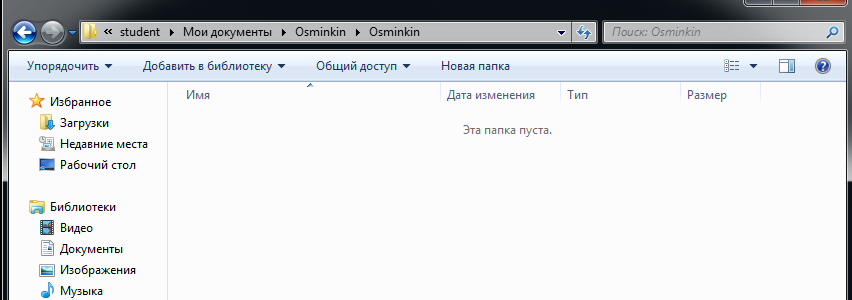 « student ▸ Мои документы ▸ Osminkin ▸ Osminkin Поиск: Osminkin
Упорядочить Добавить в библиотеку Общий доступ Новая папка
Имя Дата изменения Тип Размер
Эта папка пуста.
Избранное
Загрузки
Недавние места
Рабочий стол
Библиотеки
Видео
Документы
Изображения
Музыка